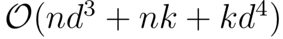 𝒪(nd³ + nk + kd⁴)